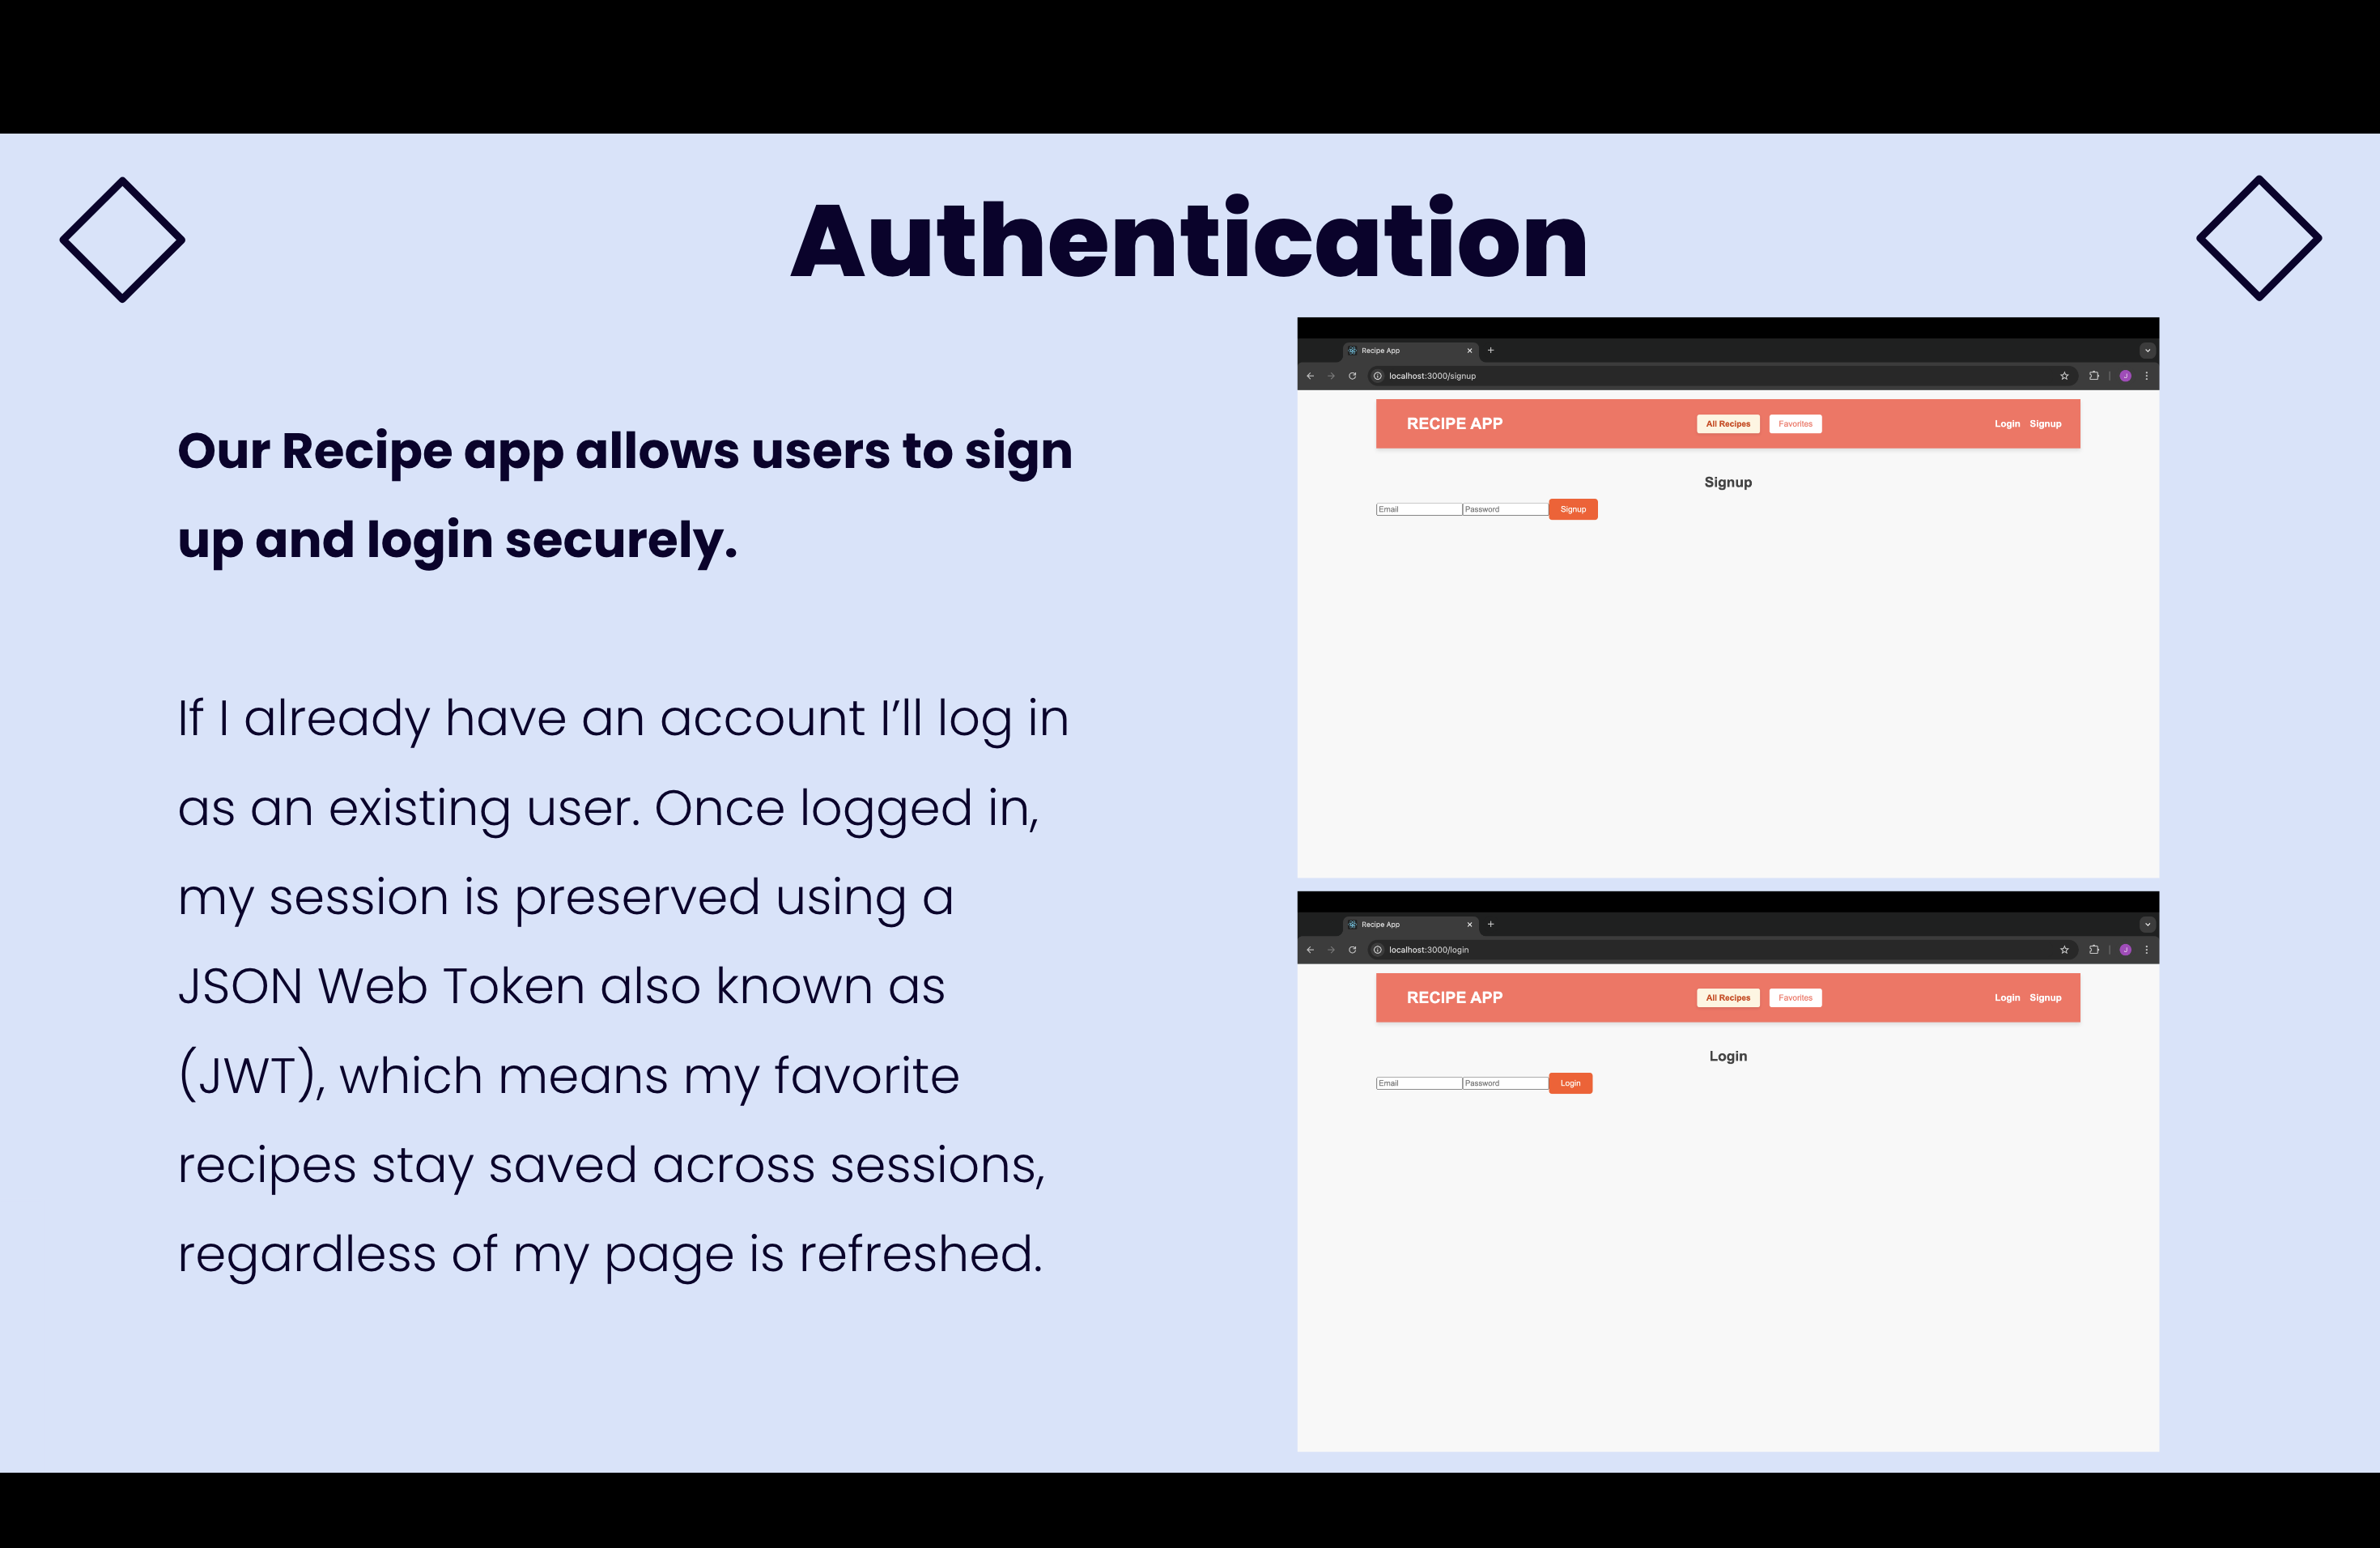 Authentication
Our Recipe app allows users to sign
up and login securely.
If I already have an account I’ll log in
as an existing user. Once logged in,
my session is preserved using a
JSON Web Token also known as
(JWT), which means my favorite
recipes stay saved across sessions,
regardless of my page is refreshed.
Recipe App
localhost:3000/signup
J
RECIPE APP
All Recipes
Favorites
Login
Signup
Signup
Email
Password
Signup
Recipe App
localhost:3000/login
J
RECIPE APP
All Recipes
Favorites
Login
Signup
Login
Email
Password
Login